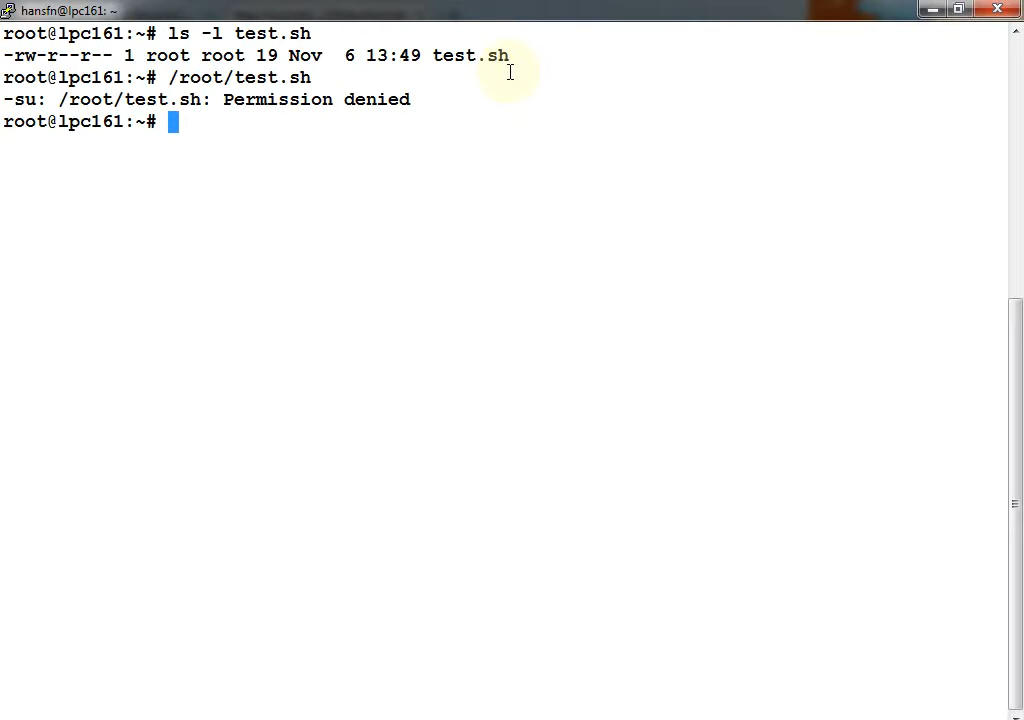 hansfn@lpc161: ~
root@lpc161:~# ls -l test.sh
-rw-r--r-- 1 root root 19 Nov  6 13:49 test.sh
root@lpc161:~# /root/test.sh
-su: /root/test.sh: Permission denied
root@lpc161:~#